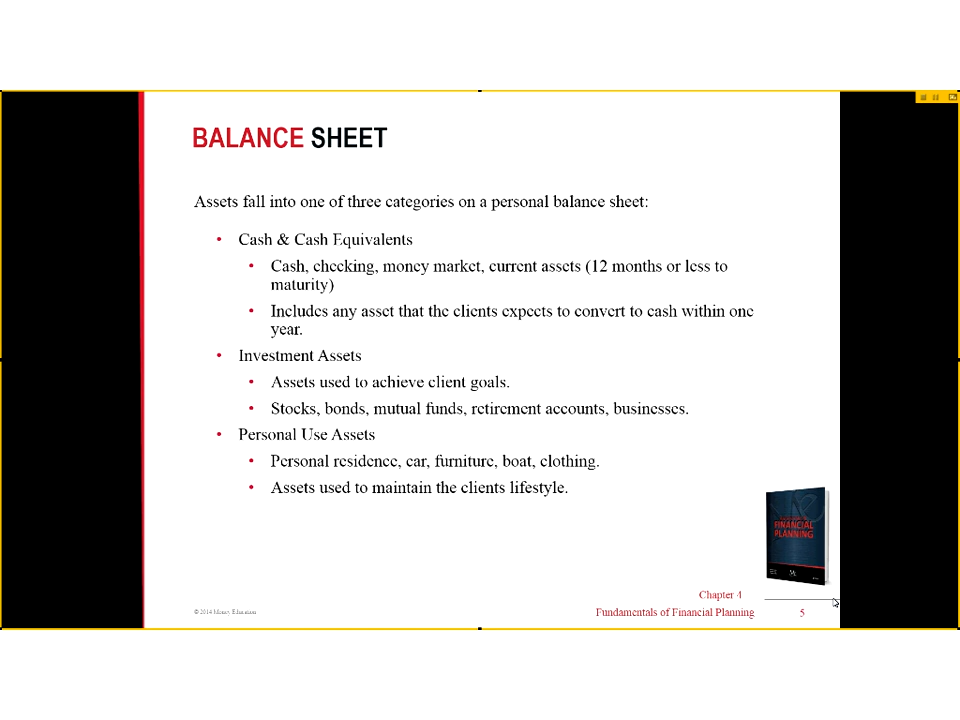 BALANCE SHEET
Assets fall into one of three categories on a personal balance sheet:
• Cash & Cash Equivalents
• Cash, checking, money market, current assets (12 months or less to
maturity)
• Includes any asset that the clients expects to convert to cash within one
year.
• Investment Assets
• Assets used to achieve client goals.
• Stocks, bonds, mutual funds, retirement accounts, businesses.
• Personal Use Assets
• Personal residence, car, furniture, boat, clothing.
• Assets used to maintain the clients lifestyle.
FINANCIAL
PLANNING
Chapter 4
© 2014 Money Education
Fundamentals of Financial Planning
5